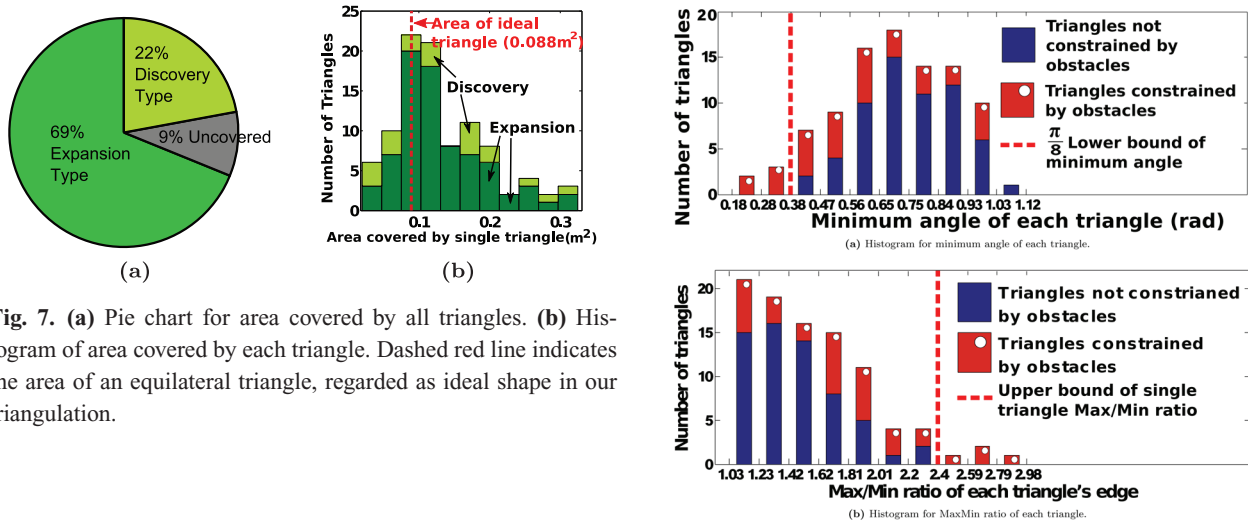 22%
Discovery
Type
9% Uncovered
69%
Expansion
Type
(a)
25
20
15
10
5
0
Number of Triangles
Area of ideal
triangle (0.088m²)
Discovery
Expansion
0.1 0.2 0.3
Area covered by single triangle(m²)
(b)
ig. 7. (a) Pie chart for area covered by all triangles. (b) His-
ogram of area covered by each triangle. Dashed red line indicates
he area of an equilateral triangle, regarded as ideal shape in our
riangulation.
20
15
10
5
0
Number of triangles
Triangles not
constrained by
obstacles
Triangles constrained
by obstacles
π/8 Lower bound of
minimum angle
0.18 0.28 0.38 0.47 0.56 0.65 0.75 0.84 0.93 1.03 1.12
Minimum angle of each triangle (rad)
(a) Histogram for minimum angle of each triangle.
20
15
10
5
0
Number of triangles
Triangles not constrianed
by obstacles
Triangles constrained
by obstacles
Upper bound of single
triangle Max/Min ratio
1.03 1.23 1.42 1.62 1.81 2.01 2.2 2.4 2.59 2.79 2.98
Max/Min ratio of each triangle's edge
(b) Histogram for MaxMin ratio of each triangle.